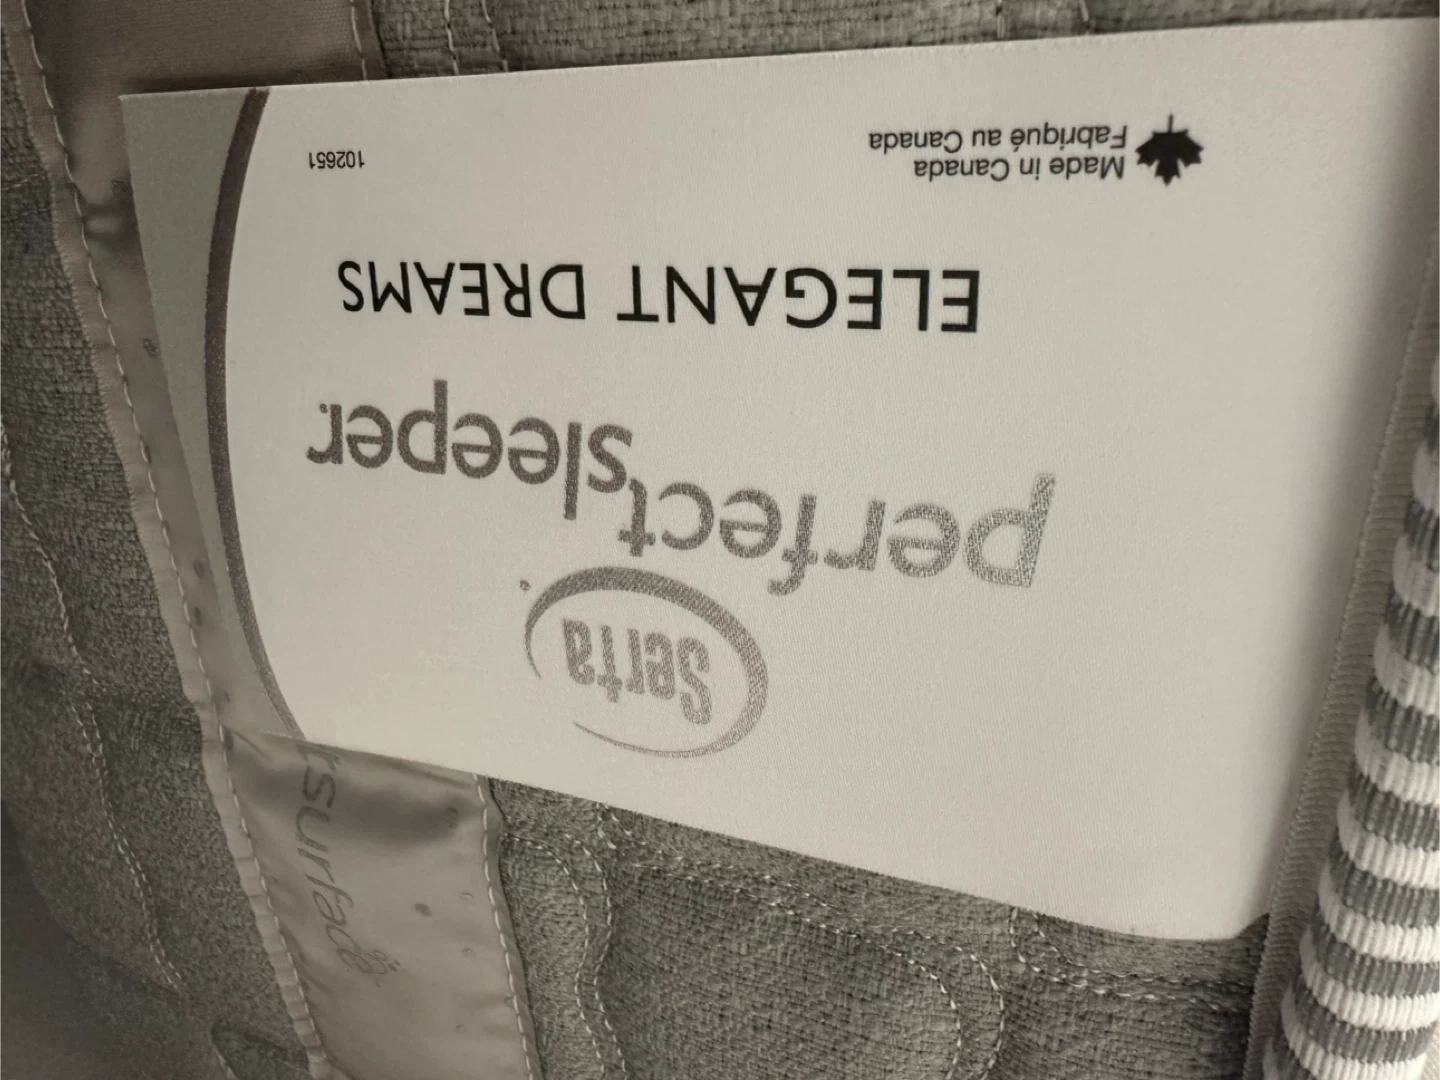 Serta
perfect sleeper
ELEGANT DREAMS
Made in Canada
Fabriqué au Canada
102651